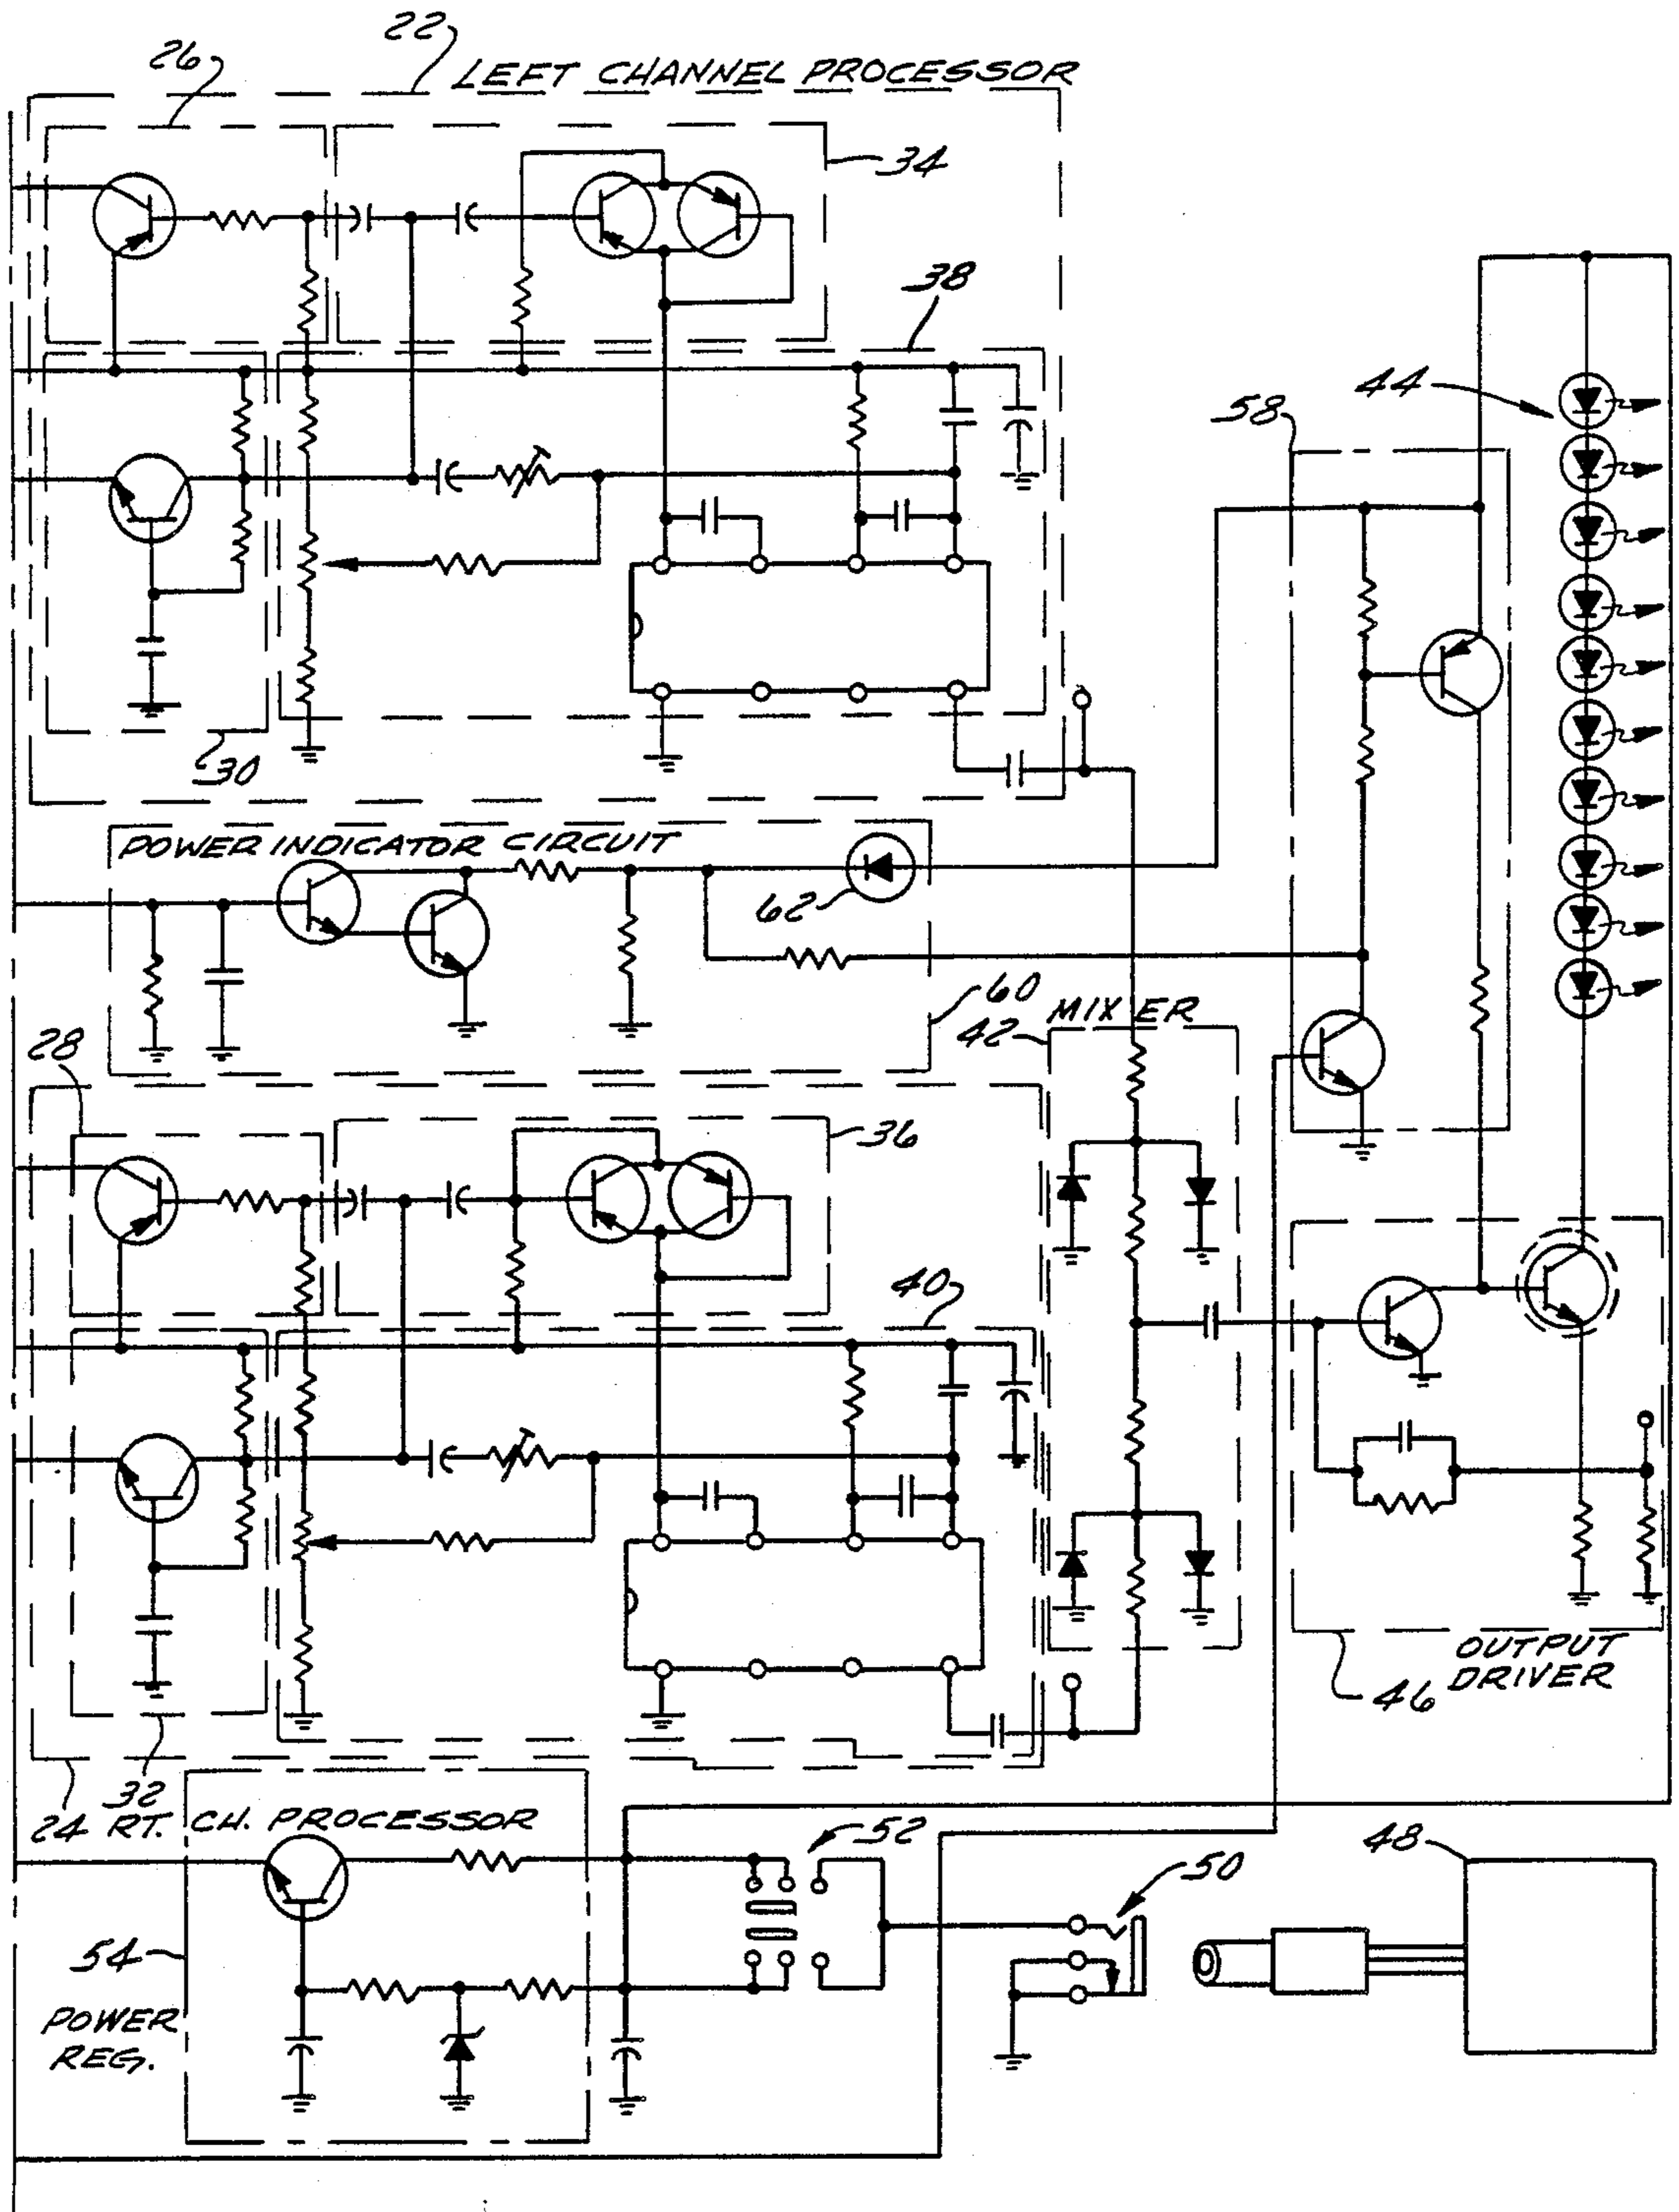 22
26
LEFT CHANNEL PROCESSOR
34
38
44
58
30
POWER INDICATOR CIRCUIT
62
60
MIXER
42
28
36
40
OUTPUT
DRIVER
46
32
24 RT. CH. PROCESSOR
52
48
50
54
POWER
REG.